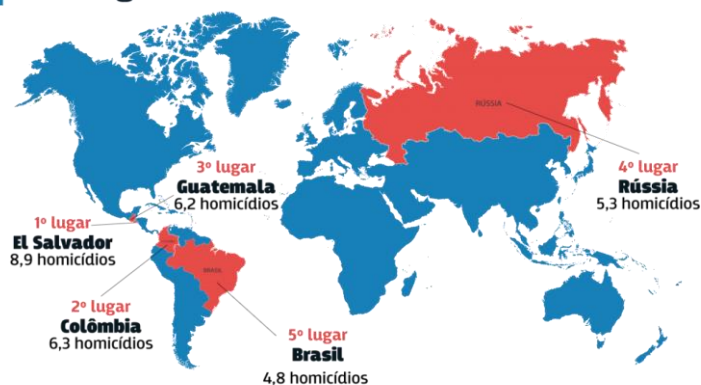 RÚSSIA
3º lugar
Guatemala
6,2 homicídios
4º lugar
Rússia
5,3 homicídios
1º lugar
El Salvador
8,9 homicídios
BRASIL
2º lugar
Colômbia
6,3 homicídios
5º lugar
Brasil
4,8 homicídios